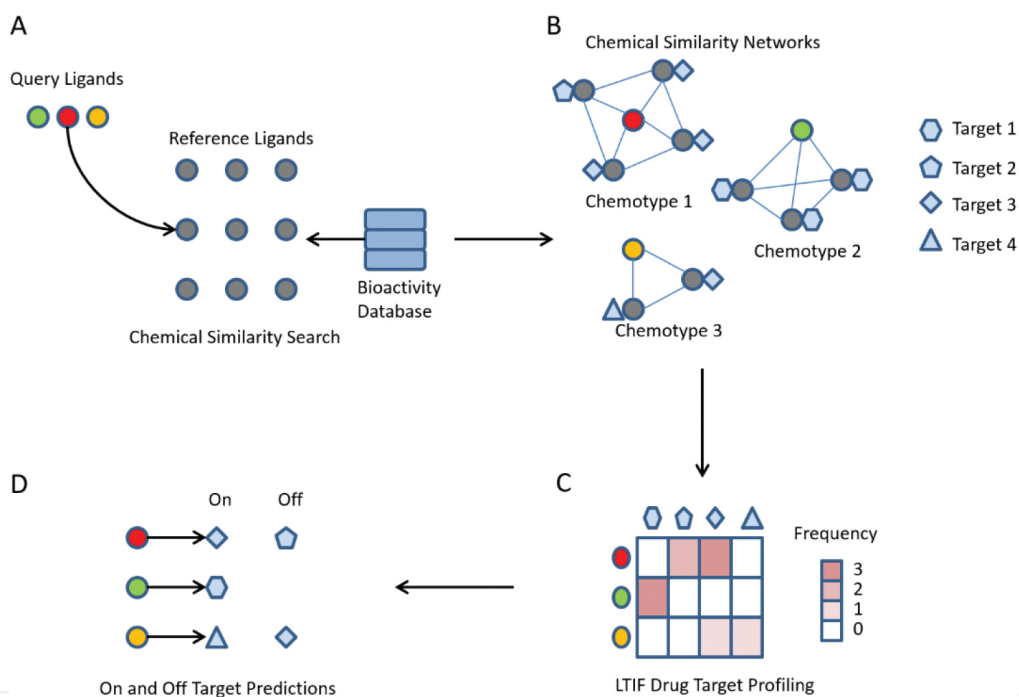 A
Query Ligands
Reference Ligands
Bioactivity
Database
Chemical Similarity Search
B
Chemical Similarity Networks
Chemotype 1
Chemotype 2
Chemotype 3
Target 1
Target 2
Target 3
Target 4
C
Frequency
3
2
1
0
LTIF Drug Target Profiling
D
On Off
On and Off Target Predictions